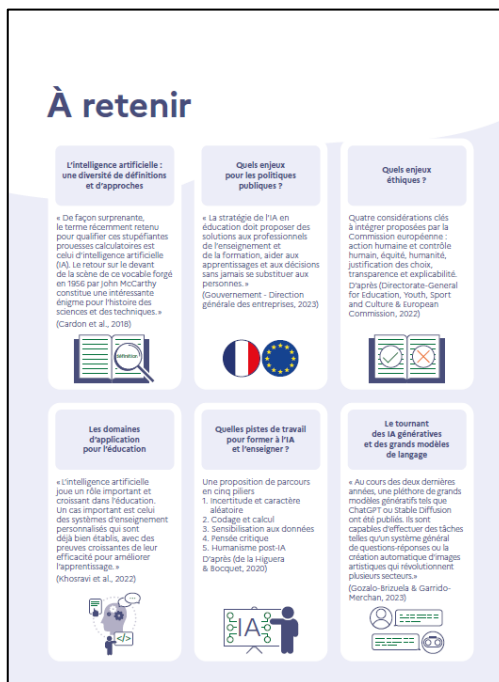 À retenir
L'intelligence artificielle :
une diversité de définitions
et d'approches
« De façon surprenante,
le terme récemment retenu
pour qualifier ces stupéfiantes
prouesses calculatoires est
celui d'intelligence artificielle
(IA). Le retour sur le devant
de la scène de ce vocable forgé
en 1956 par John McCarthy
constitue une intéressante
énigme pour l'histoire des
sciences et des techniques. »
(Cardon et al., 2018)
définition
Quels enjeux
pour les politiques
publiques ?
« La stratégie de l'IA en
éducation doit proposer des
solutions aux professionnels
de l'enseignement et de
la formation, aider aux
apprentissages et aux décisions
sans jamais se substituer aux
personnes. »
(Gouvernement - Direction
générale des entreprises, 2023)
Quels enjeux
éthiques ?
Quatre considérations clés
à intégrer proposées par la
Commission européenne :
action humaine et contrôle
humain, équité, humanité,
justification des choix,
transparence et explicabilité.
D'après (Directorate-General
for Education, Youth, Sport
and Culture & European
Commission, 2022)
Les domaines
d'application
pour l'éducation
« L'intelligence artificielle
joue un rôle important et
croissant dans l'éducation.
Un cas important est celui
des systèmes d'enseignement
personnalisés qui sont
déjà bien établis, avec des
preuves croissantes de leur
efficacité pour améliorer
l'apprentissage. »
(Khosravi et al., 2022)
</>
Quelles pistes de travail
pour former à l'IA
et l'enseigner ?
Une proposition de parcours
en cinq piliers
1. Incertitude et caractère
aléatoire
2. Codage et calcul
3. Sensibilisation aux données
4. Pensée critique
5. Humanisme post-IA
D'après (de la Higuera
& Bocquet, 2020)
IA
Le tournant
des IA génératives
et des grands modèles
de langage
« Au cours des deux dernières
années, une pléthore de grands
modèles génératifs tels que
ChatGPT ou Stable Diffusion
ont été publiés. Ils sont
capables d'effectuer des tâches
telles qu'un système général
de questions-réponses ou la
création automatique d'images
artistiques qui révolutionnent
plusieurs secteurs.»
(Gozalo-Brizuela & Garrido-
Merchan, 2023)